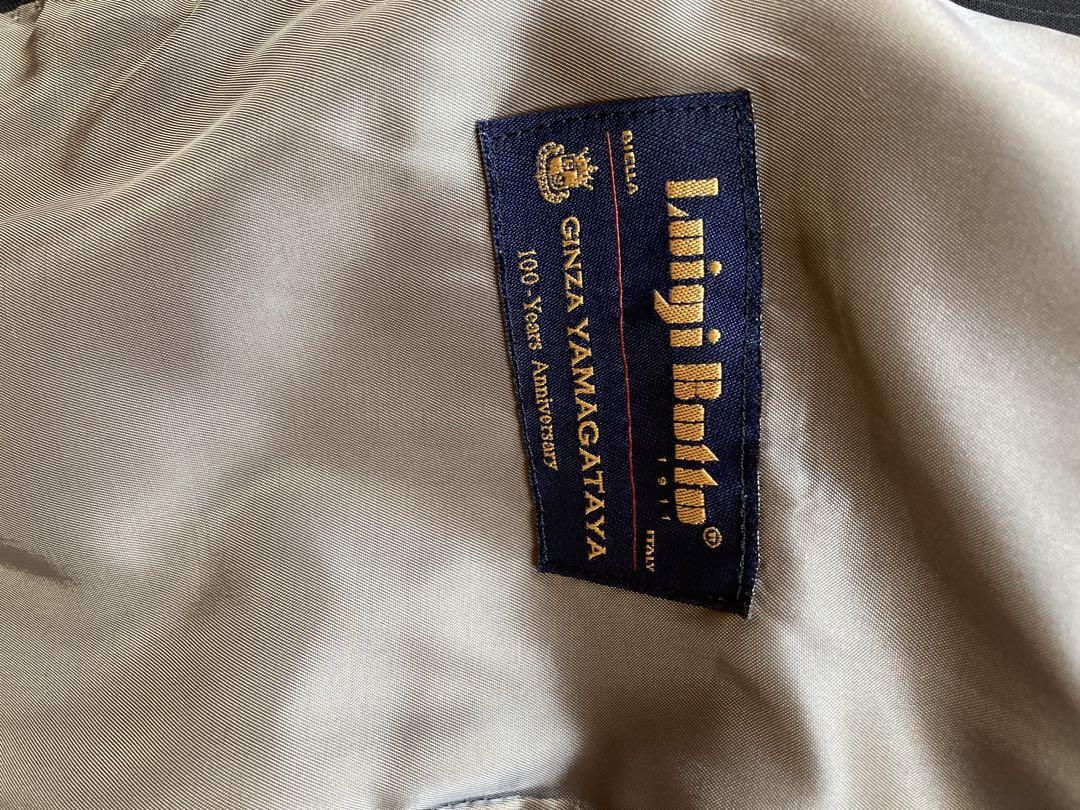 Luigi Botto®
1911
BIELLA
ITALY
GINZA YAMAGATAYA
100-Years Anniversary